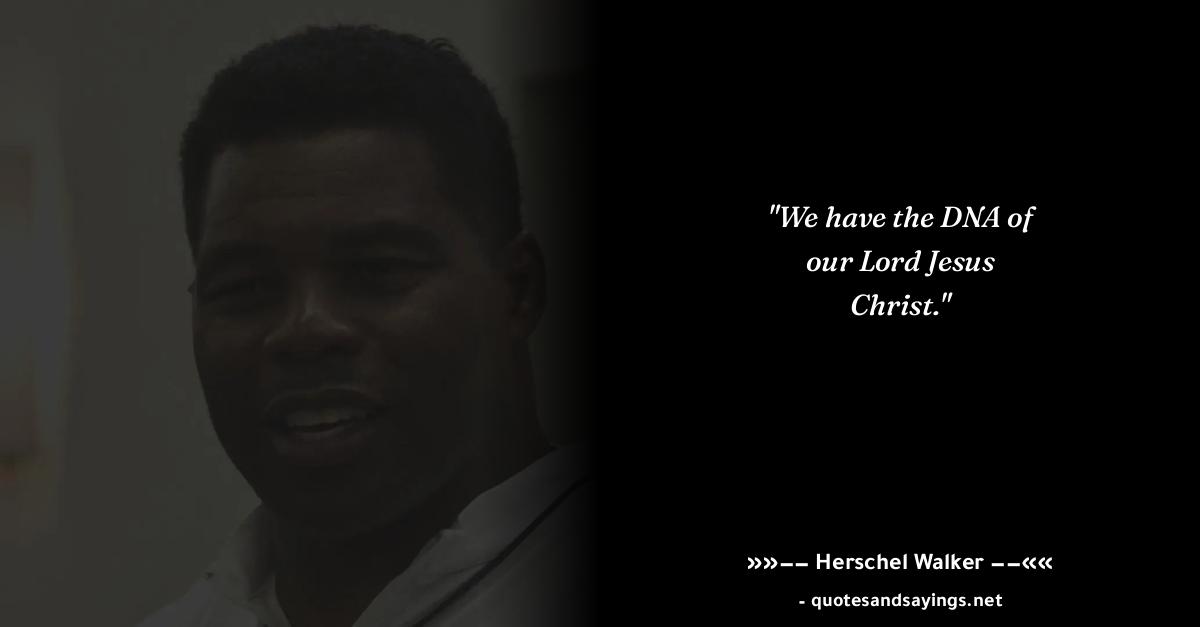 "We have the DNA of
our Lord Jesus
Christ."
»»–– Herschel Walker ––««
- quotesandsayings.net